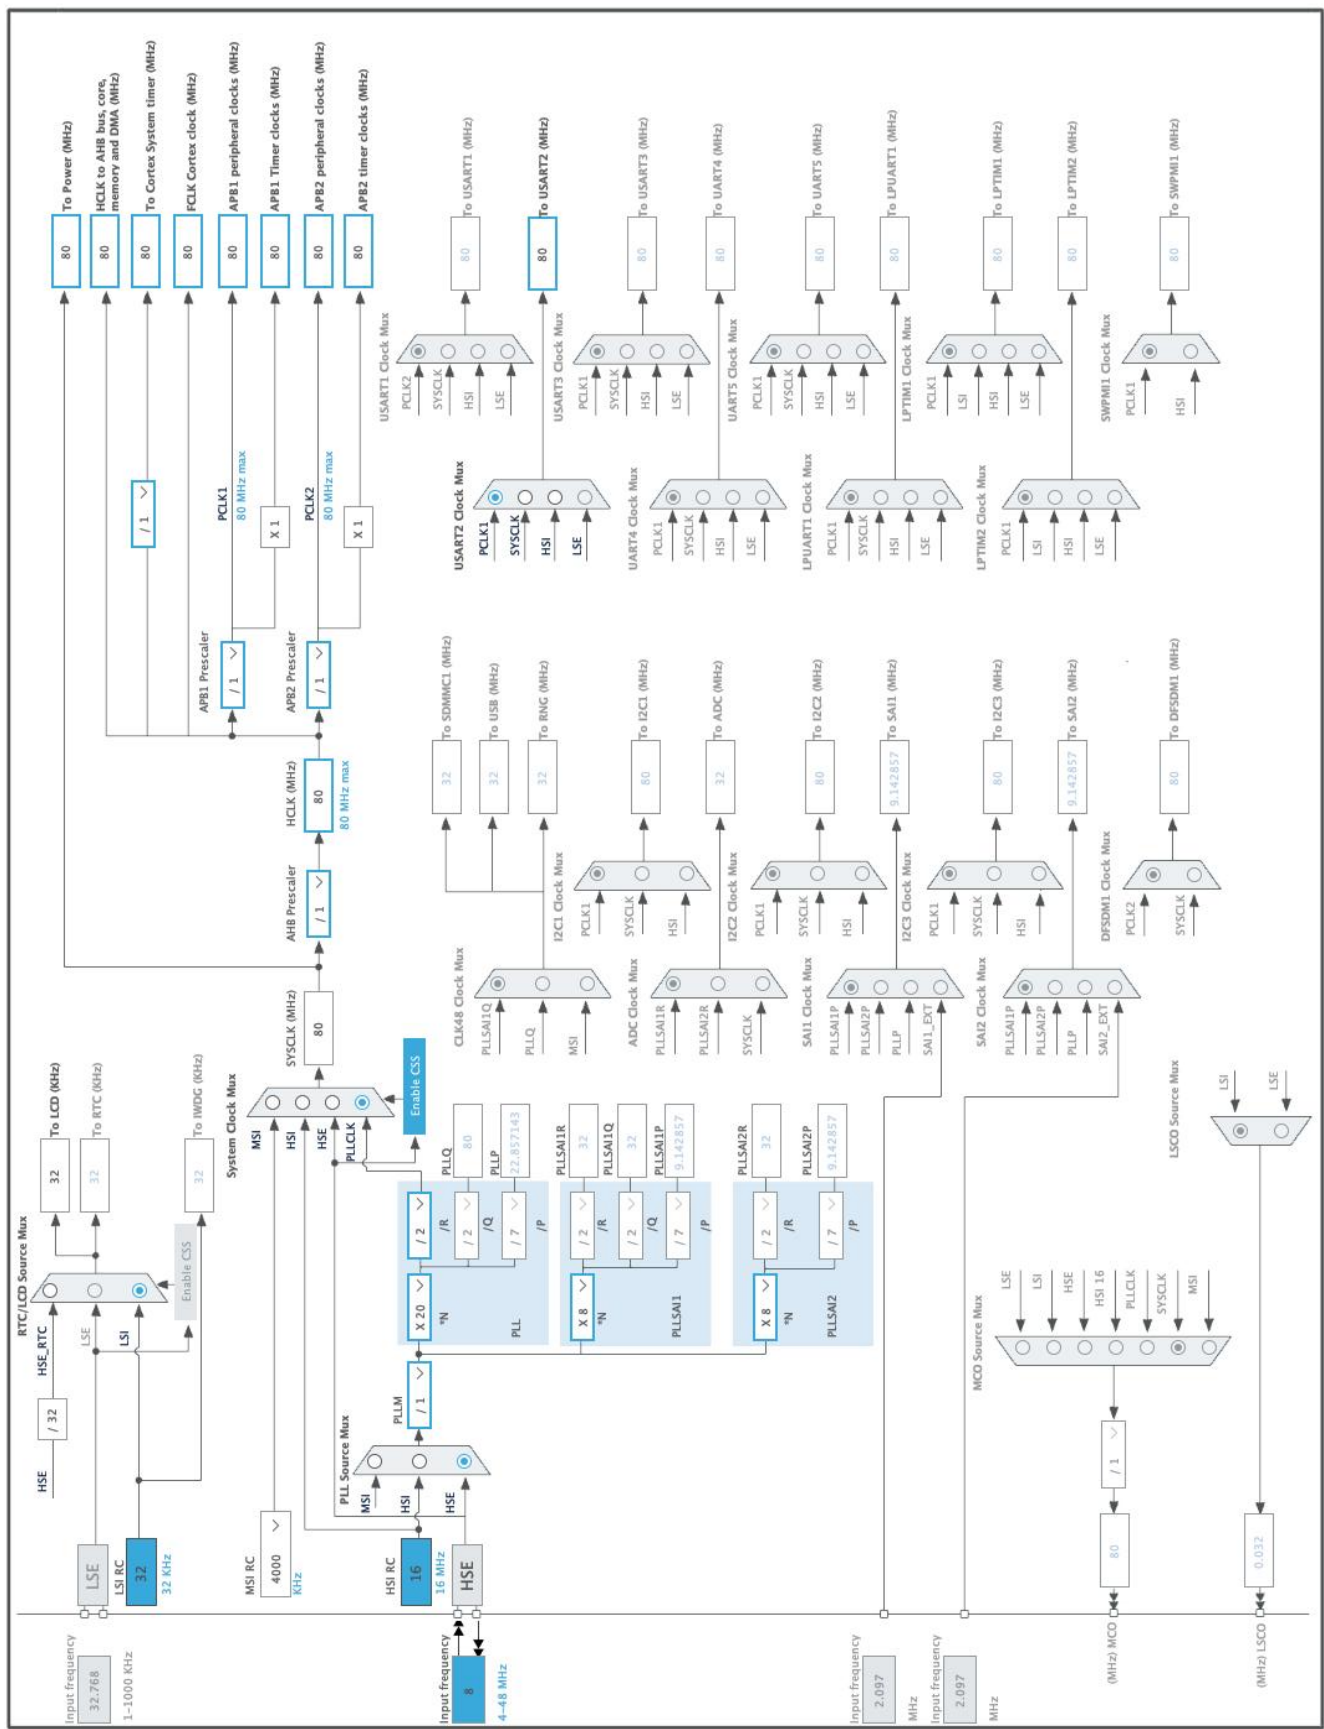 Input frequency
32.768
1-1000 KHz
LSE
LSI RC
32
32 KHz
HSE
/ 32
HSE_RTC
LSE
LSI
RTC/LCD Source Mux
Enable CSS
32
To LCD (KHz)
32
To RTC (KHz)
32
To IWDG (KHz)
MSI RC
4000
KHz
HSI RC
16
16 MHz
Input frequency
8
4-48 MHz
HSE
PLL Source Mux
MSI
HSI
HSE
PLLM
/ 1
X 20
*N
PLL
/ 2
/R
/ 2
/Q
/ 7
/P
PLLQ
80
PLLP
22.857143
X 8
*N
PLLSAI1
/ 2
/R
/ 2
/Q
/ 7
/P
PLLSAI1R
32
PLLSAI1Q
32
PLLSAI1P
9.142857
X 8
*N
PLLSAI2
/ 2
/R
/ 7
/P
PLLSAI2R
32
PLLSAI2P
9.142857
System Clock Mux
MSI
HSI
HSE
PLLCLK
Enable CSS
SYSCLK (MHz)
80
AHB Prescaler
/ 1
HCLK (MHz)
80
80 MHz max
APB1 Prescaler
/ 1
APB2 Prescaler
/ 1
/ 1
PCLK1
80 MHz max
X 1
PCLK2
80 MHz max
X 1
80
To Power (MHz)
80
HCLK to AHB bus, core,
memory and DMA (MHz)
80
To Cortex System timer (MHz)
80
FCLK Cortex clock (MHz)
80
APB1 peripheral clocks (MHz)
80
APB1 Timer clocks (MHz)
80
APB2 peripheral clocks (MHz)
80
APB2 timer clocks (MHz)
CLK48 Clock Mux
PLLSAI1Q
PLLQ
MSI
32
To SDMMC1 (MHz)
32
To USB (MHz)
32
To RNG (MHz)
I2C1 Clock Mux
PCLK1
SYSCLK
HSI
80
To I2C1 (MHz)
ADC Clock Mux
PLLSAI1R
PLLSAI2R
SYSCLK
32
To ADC (MHz)
I2C2 Clock Mux
PCLK1
SYSCLK
HSI
80
To I2C2 (MHz)
SAI1 Clock Mux
PLLSAI1P
PLLSAI2P
PLLP
SAI1_EXT
9.142857
To SAI1 (MHz)
I2C3 Clock Mux
PCLK1
SYSCLK
HSI
80
To I2C3 (MHz)
SAI2 Clock Mux
PLLSAI1P
PLLSAI2P
PLLP
SAI2_EXT
9.142857
To SAI2 (MHz)
DFSDM1 Clock Mux
PCLK2
SYSCLK
80
To DFSDM1 (MHz)
USART1 Clock Mux
PCLK2
SYSCLK
HSI
LSE
80
To USART1 (MHz)
USART2 Clock Mux
PCLK1
SYSCLK
HSI
LSE
80
To USART2 (MHz)
USART3 Clock Mux
PCLK1
SYSCLK
HSI
LSE
80
To USART3 (MHz)
UART4 Clock Mux
PCLK1
SYSCLK
HSI
LSE
80
To UART4 (MHz)
UART5 Clock Mux
PCLK1
SYSCLK
HSI
LSE
80
To UART5 (MHz)
LPUART1 Clock Mux
PCLK1
SYSCLK
HSI
LSE
80
To LPUART1 (MHz)
LPTIM1 Clock Mux
PCLK1
LSI
HSI
LSE
80
To LPTIM1 (MHz)
LPTIM2 Clock Mux
PCLK1
LSI
HSI
LSE
80
To LPTIM2 (MHz)
SWPMI1 Clock Mux
PCLK1
HSI
80
To SWPMI1 (MHz)
Input frequency
2.097
MHz
Input frequency
2.097
MHz
MCO Source Mux
LSE
LSI
HSE
HSI 16
PLLCLK
SYSCLK
MSI
/ 1
80
(MHz) MCO
LSCO Source Mux
LSI
LSE
0.032
(MHz) LSCO